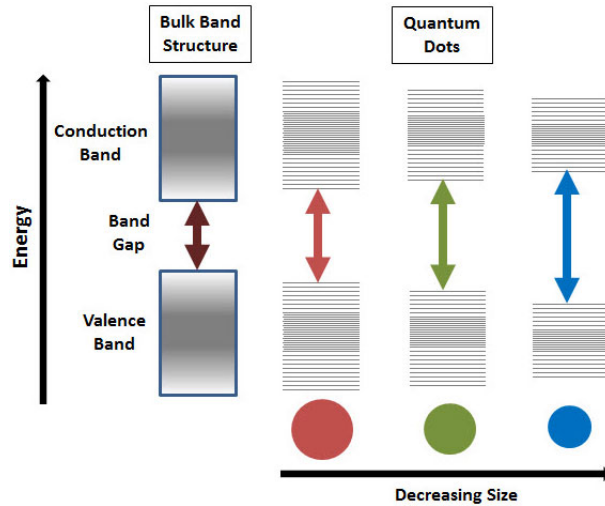 Bulk Band
Structure
Quantum
Dots
Conduction
Band
Band
Gap
Energy
Valence
Band
Decreasing Size